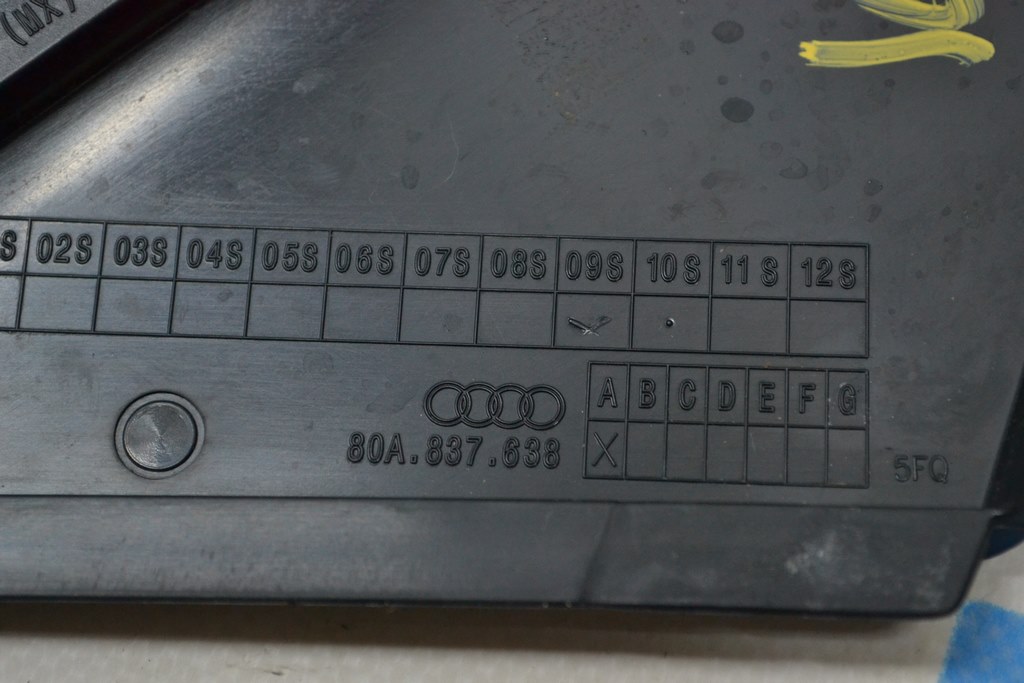 (MX)
S 02S 03S 04S 05S 06S 07S 08S 09S 10S 11S 12S
A B C D E F G
80A.837.638 X 5FQ